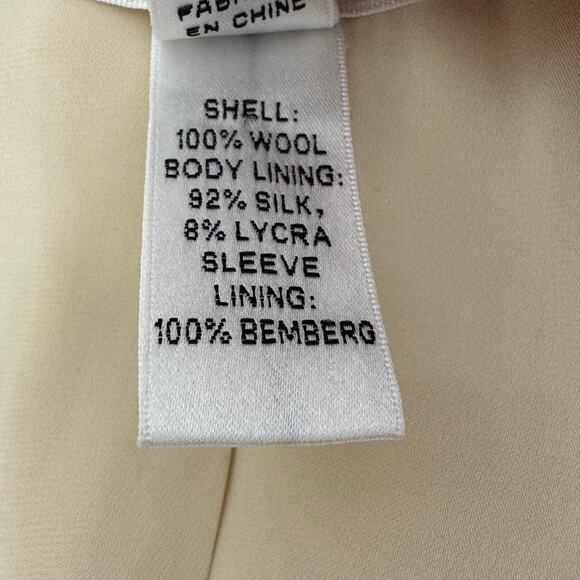 EN CHINE
SHELL:
100% WOOL
BODY LINING:
92% SILK,
8% LYCRA
SLEEVE
LINING:
100% BEMBERG